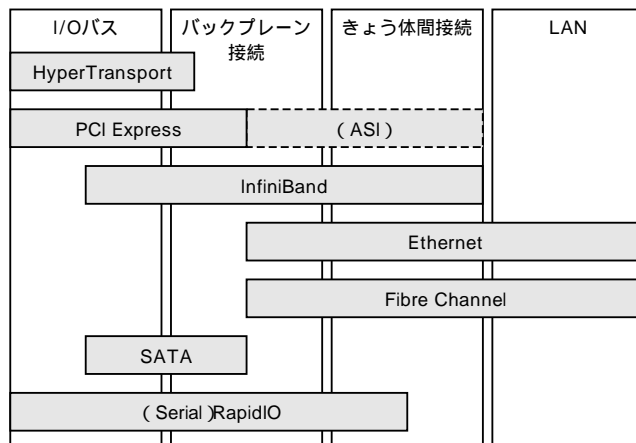 I/Oバス
バックプレーン
接続
きょう体間接続
LAN
HyperTransport
PCI Express
(ASI)
InfiniBand
Ethernet
Fibre Channel
SATA
(Serial)RapidIO